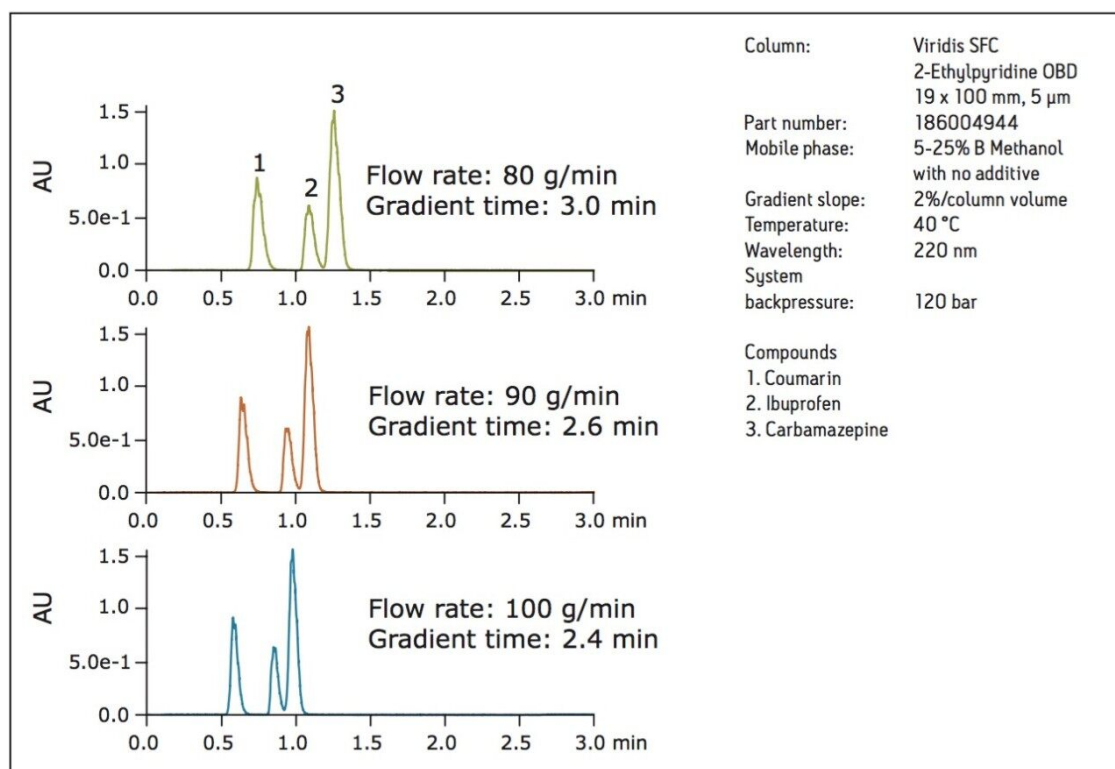 1.5
1.0
5.0e-1
0.0
AU
1
2
3
Flow rate: 80 g/min
Gradient time: 3.0 min
0.0 0.5 1.0 1.5 2.0 2.5 3.0 min
1.5
1.0
5.0e-1
0.0
AU
Flow rate: 90 g/min
Gradient time: 2.6 min
0.0 0.5 1.0 1.5 2.0 2.5 3.0 min
1.5
1.0
5.0e-1
0.0
AU
Flow rate: 100 g/min
Gradient time: 2.4 min
0.0 0.5 1.0 1.5 2.0 2.5 3.0 min
Column: Viridis SFC
2-Ethylpyridine OBD
19 x 100 mm, 5 µm
Part number: 186004944
Mobile phase: 5-25% B Methanol
with no additive
Gradient slope: 2%/column volume
Temperature: 40 °C
Wavelength: 220 nm
System
backpressure: 120 bar
Compounds
1. Coumarin
2. Ibuprofen
3. Carbamazepine